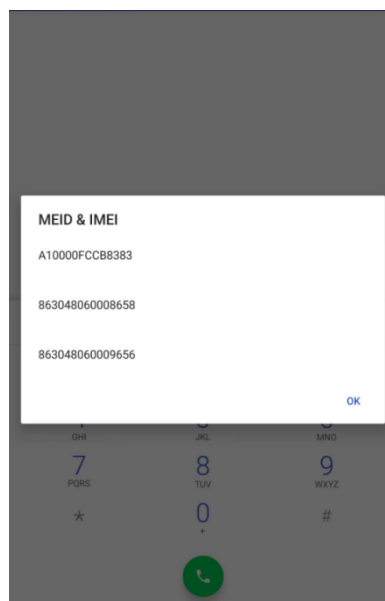 MEID & IMEI
A10000FCCB8383
863048060008658
863048060009656
OK
GHI JKL MNO
7 8 9
PQRS TUV WXYZ
* 0 #
+